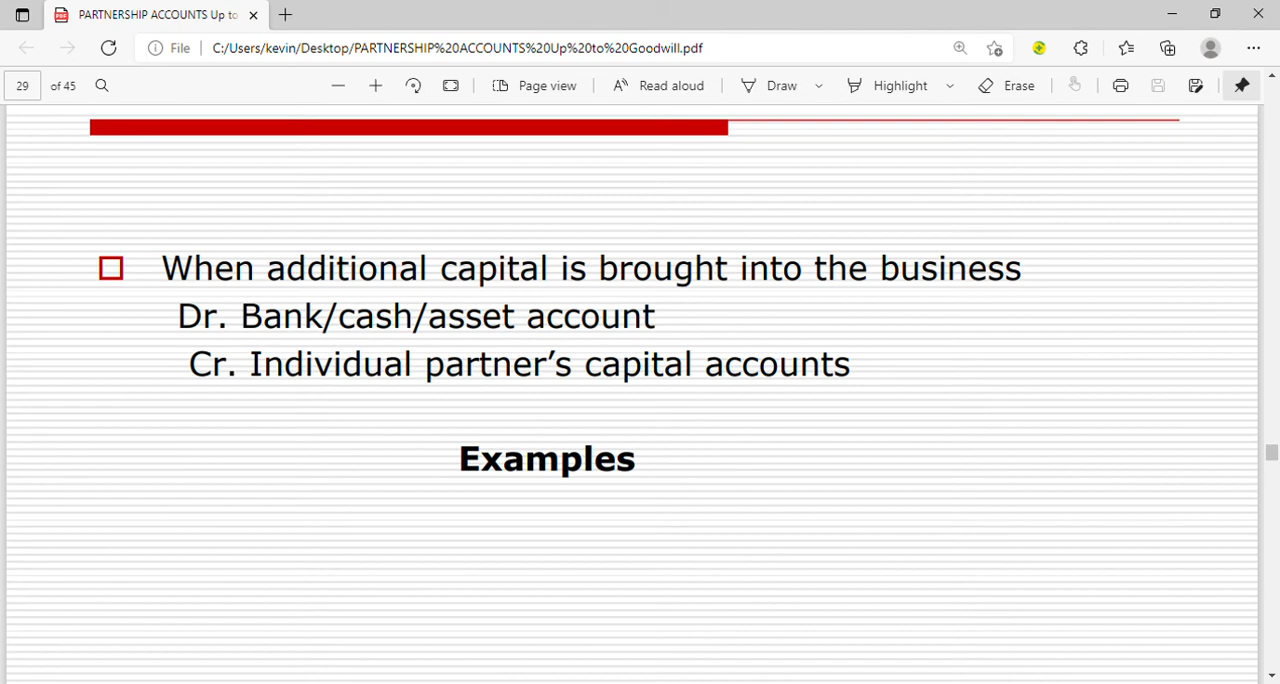 PARTNERSHIP ACCOUNTS Up to
File
C:/Users/kevin/Desktop/PARTNERSHIP%20ACCOUNTS%20Up%20to%20Goodwill.pdf
29 of 45
Page view
Read aloud
Draw
Highlight
Erase
When additional capital is brought into the business
Dr. Bank/cash/asset account
Cr. Individual partner’s capital accounts
Examples